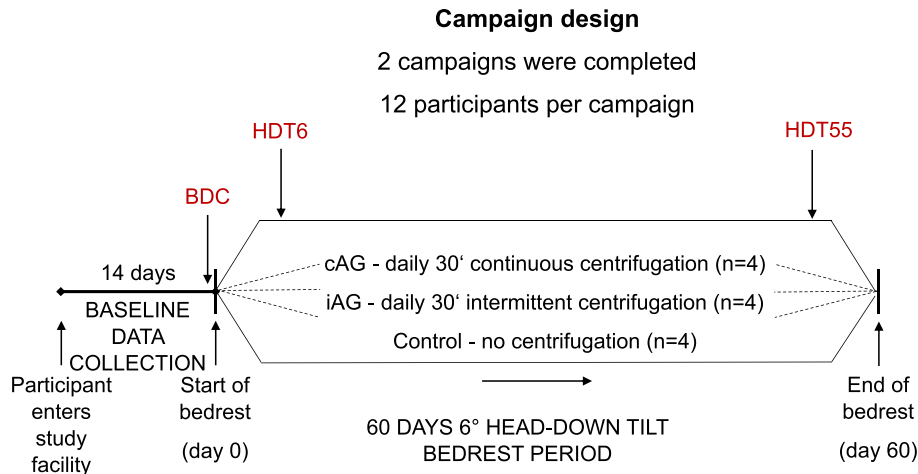 Campaign design
2 campaigns were completed
12 participants per campaign
HDT6
HDT55
BDC
14 days
BASELINE
DATA
COLLECTION
cAG - daily 30‘ continuous centrifugation (n=4)
iAG - daily 30‘ intermittent centrifugation (n=4)
Control - no centrifugation (n=4)
Participant
enters
study
facility
Start of
bedrest
(day 0)
60 DAYS 6° HEAD-DOWN TILT
BEDREST PERIOD
End of
bedrest
(day 60)